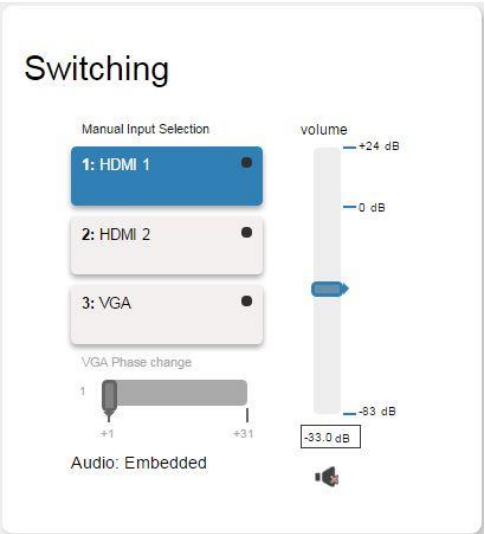 Switching
Manual Input Selection
1: HDMI 1
2: HDMI 2
3: VGA
VGA Phase change
1
+1
+31
Audio: Embedded
volume
+24 dB
0 dB
-83 dB
-33.0 dB